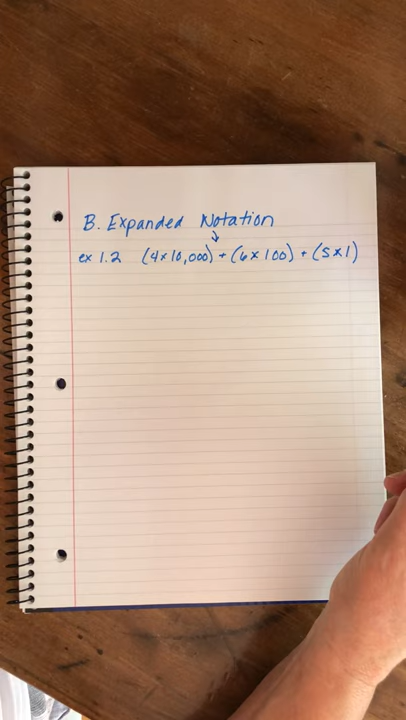 B. Expanded Notation
↓
ex 1.2 (4×10,000) + (6×100) + (5×1)